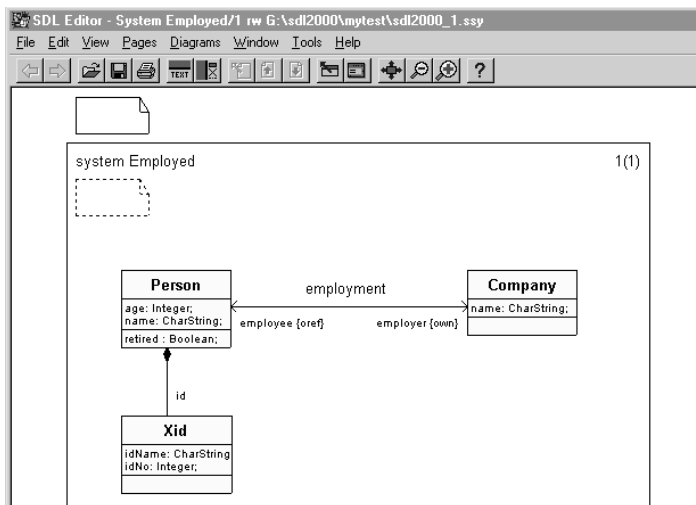 SDL Editor - System Employed/1 rw G:\sdl2000\mytest\sdl2000_1.ssy
File Edit View Pages Diagrams Window Tools Help
TEXT ?
system Employed 1(1)
Person employment Company
age: Integer; name: CharString;
name: CharString; employee {oref} employer {own}
retired : Boolean;
id
Xid
idName: CharString
idNo: Integer;